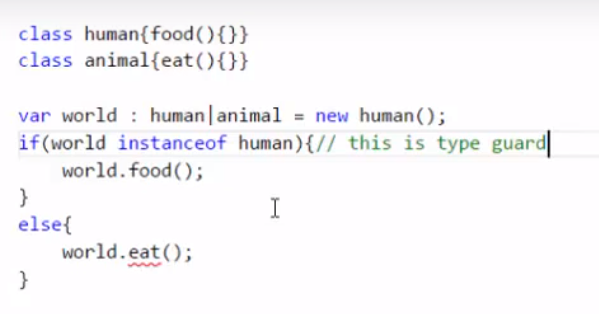 class human{food(){}}
class animal{eat(){}}
var world : human|animal = new human();
if(world instanceof human){// this is type guard
world.food();
}
else{
world.eat();
}